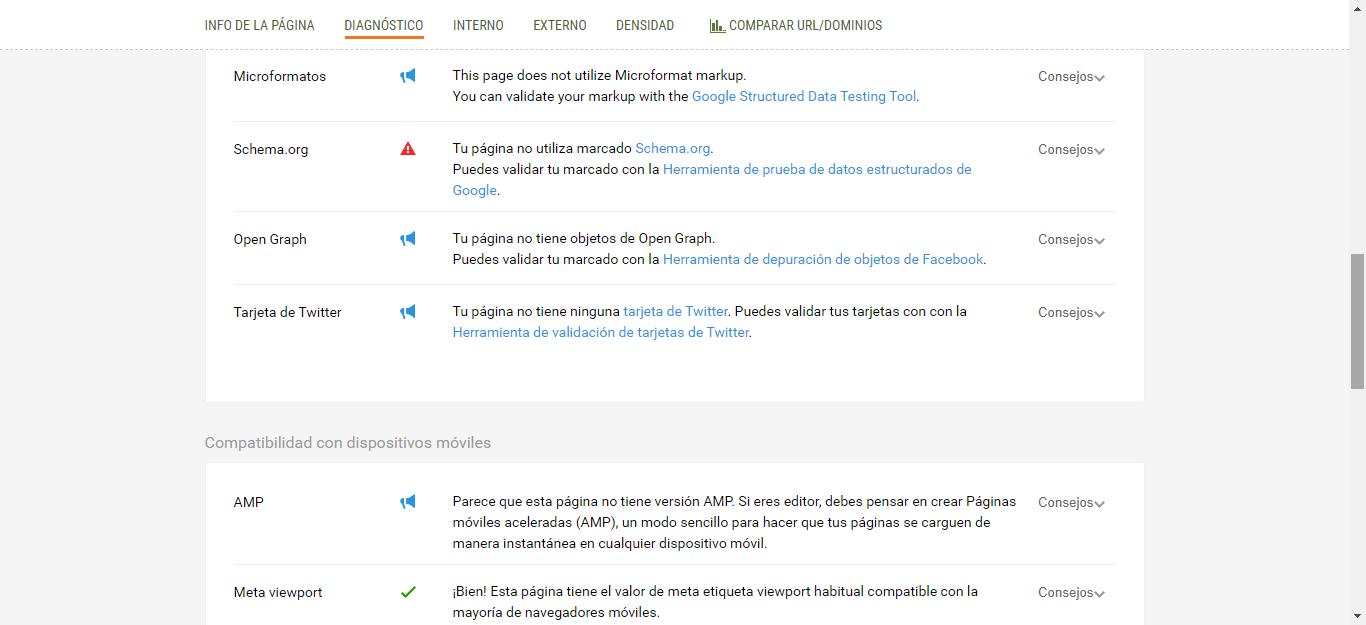 INFO DE LA PÁGINA DIAGNÓSTICO INTERNO EXTERNO DENSIDAD COMPARAR URL/DOMINIOS
Microformatos This page does not utilize Microformat markup. Consejos
You can validate your markup with the Google Structured Data Testing Tool.
Schema.org Tu página no utiliza marcado Schema.org. Consejos
Puedes validar tu marcado con la Herramienta de prueba de datos estructurados de
Google.
Open Graph Tu página no tiene objetos de Open Graph. Consejos
Puedes validar tu marcado con la Herramienta de depuración de objetos de Facebook.
Tarjeta de Twitter Tu página no tiene ninguna tarjeta de Twitter. Puedes validar tus tarjetas con con la Consejos
Herramienta de validación de tarjetas de Twitter.
Compatibilidad con dispositivos móviles
AMP Parece que esta página no tiene versión AMP. Si eres editor, debes pensar en crear Páginas Consejos
móviles aceleradas (AMP), un modo sencillo para hacer que tus páginas se carguen de
manera instantánea en cualquier dispositivo móvil.
Meta viewport ¡Bien! Esta página tiene el valor de meta etiqueta viewport habitual compatible con la Consejos
mayoría de navegadores móviles.